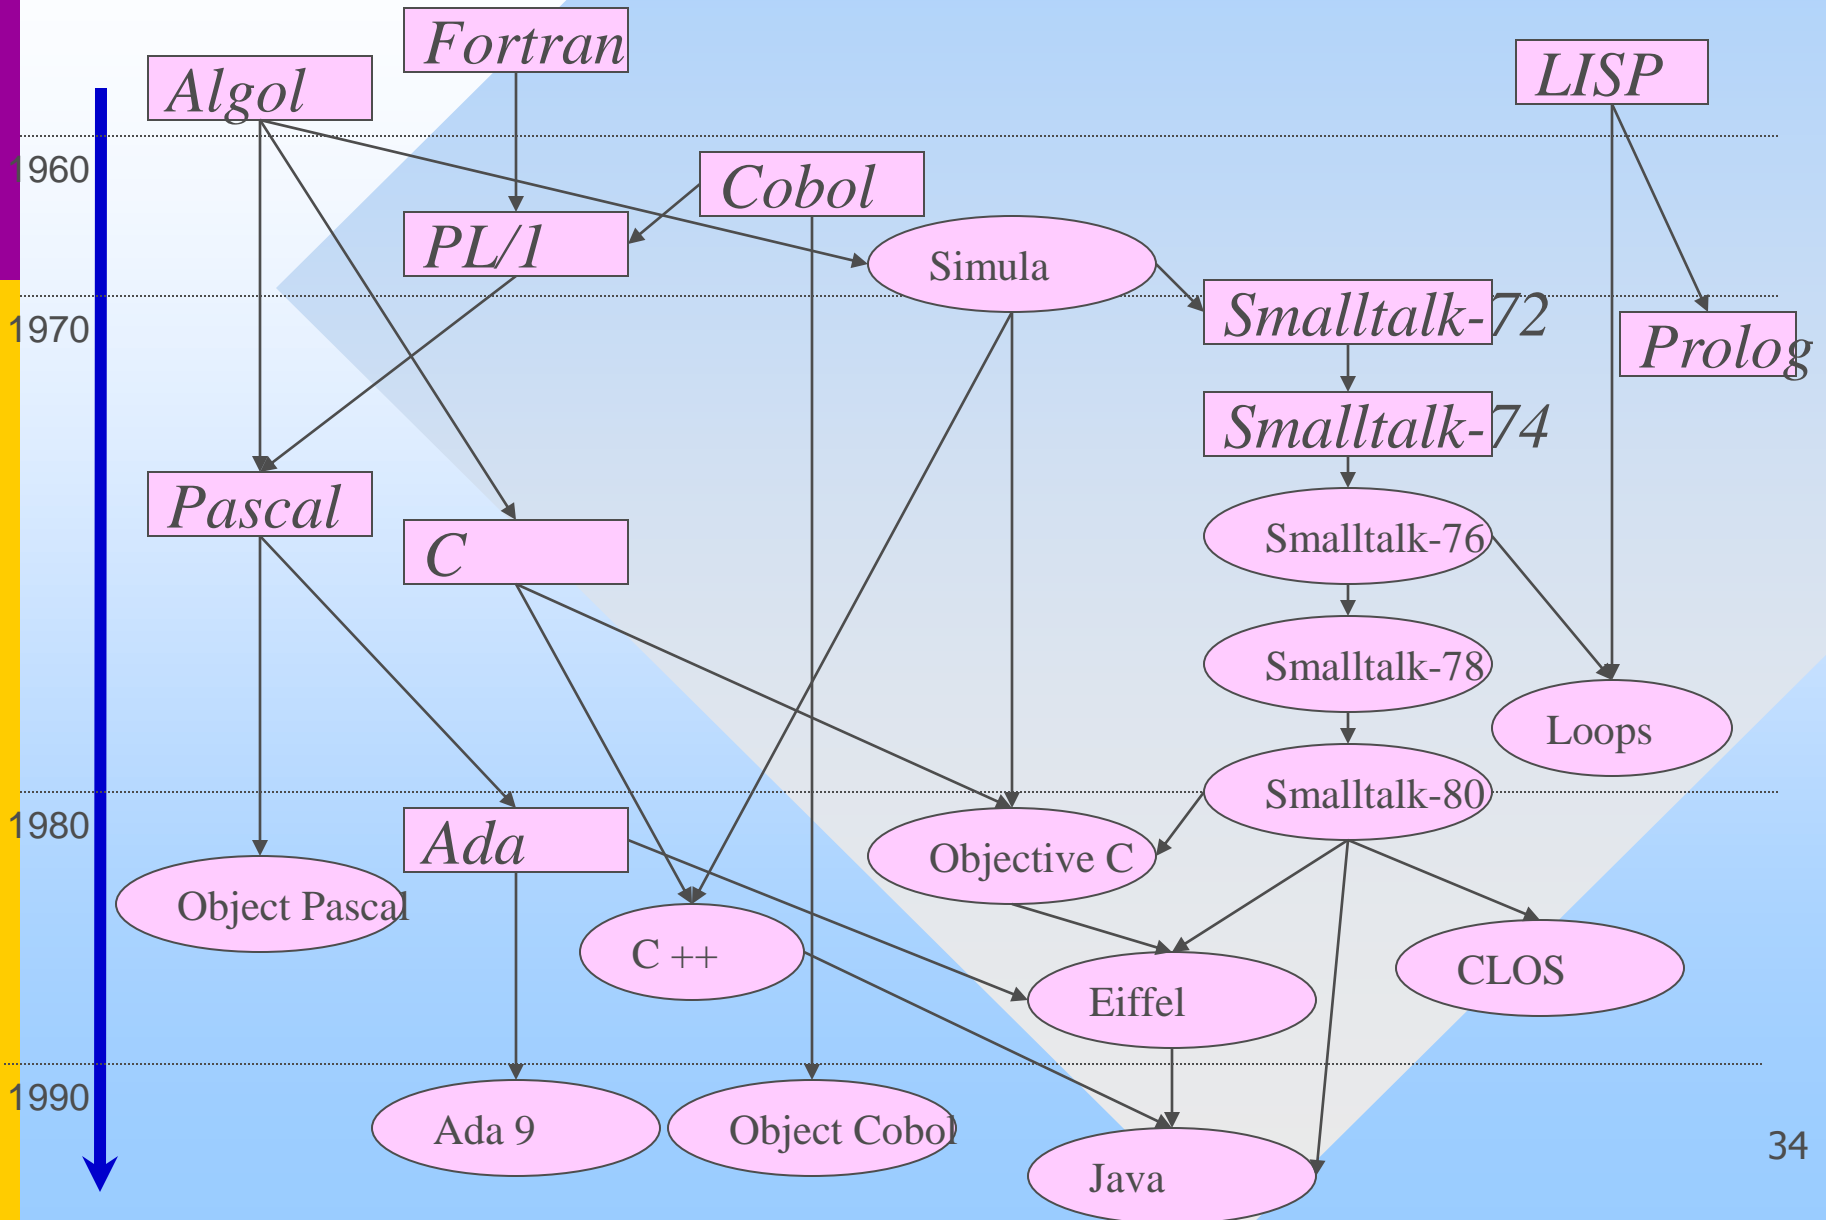 Fortran
LISP
Algol
1960
Cobol
PL/1
Simula
1970
Smalltalk-72
Prolog
Smalltalk-74
Pascal
C
Smalltalk-76
Smalltalk-78
Loops
Smalltalk-80
1980
Ada
Objective C
Object Pascal
C ++
CLOS
Eiffel
1990
Ada 9
Object Cobol
34
Java